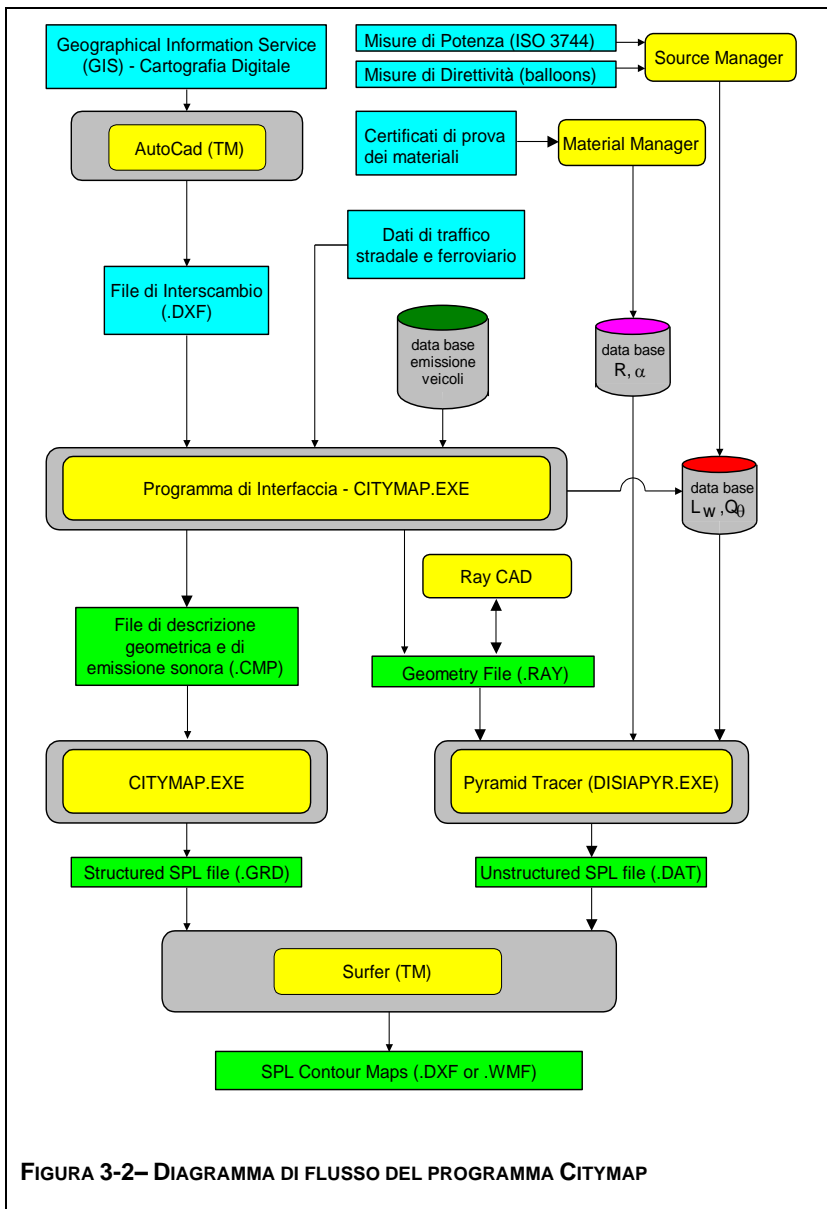 Geographical Information Service
(GIS) - Cartografia Digitale
Misure di Potenza (ISO 3744)
Misure di Direttività (balloons)
Source Manager
AutoCad (TM)
Certificati di prova
dei materiali
Material Manager
Dati di traffico
stradale e ferroviario
File di Interscambio
(.DXF)
data base
emissione
veicoli
data base
R, α
Programma di Interfaccia - CITYMAP.EXE
data base
LW ,Qθ
Ray CAD
File di descrizione
geometrica e di
emissione sonora (.CMP)
Geometry File (.RAY)
CITYMAP.EXE
Pyramid Tracer (DISIAPYR.EXE)
Structured SPL file (.GRD)
Unstructured SPL file (.DAT)
Surfer (TM)
SPL Contour Maps (.DXF or .WMF)
FIGURA 3-2– DIAGRAMMA DI FLUSSO DEL PROGRAMMA CITYMAP